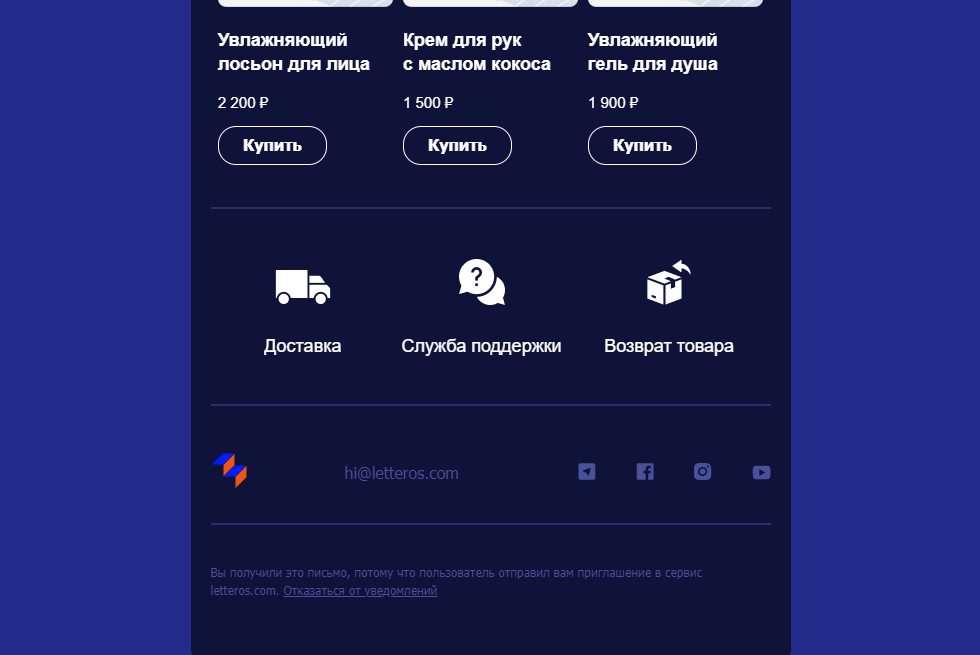 Увлажняющий
лосьон для лица
2 200 ₽
Купить
Крем для рук
с маслом кокоса
1 500 ₽
Купить
Увлажняющий
гель для душа
1 900 ₽
Купить
?
Доставка
Служба поддержки
Возврат товара
hi@letteros.com
Вы получили это письмо, потому что пользователь отправил вам приглашение в сервис
letteros.com. Отказаться от уведомлений